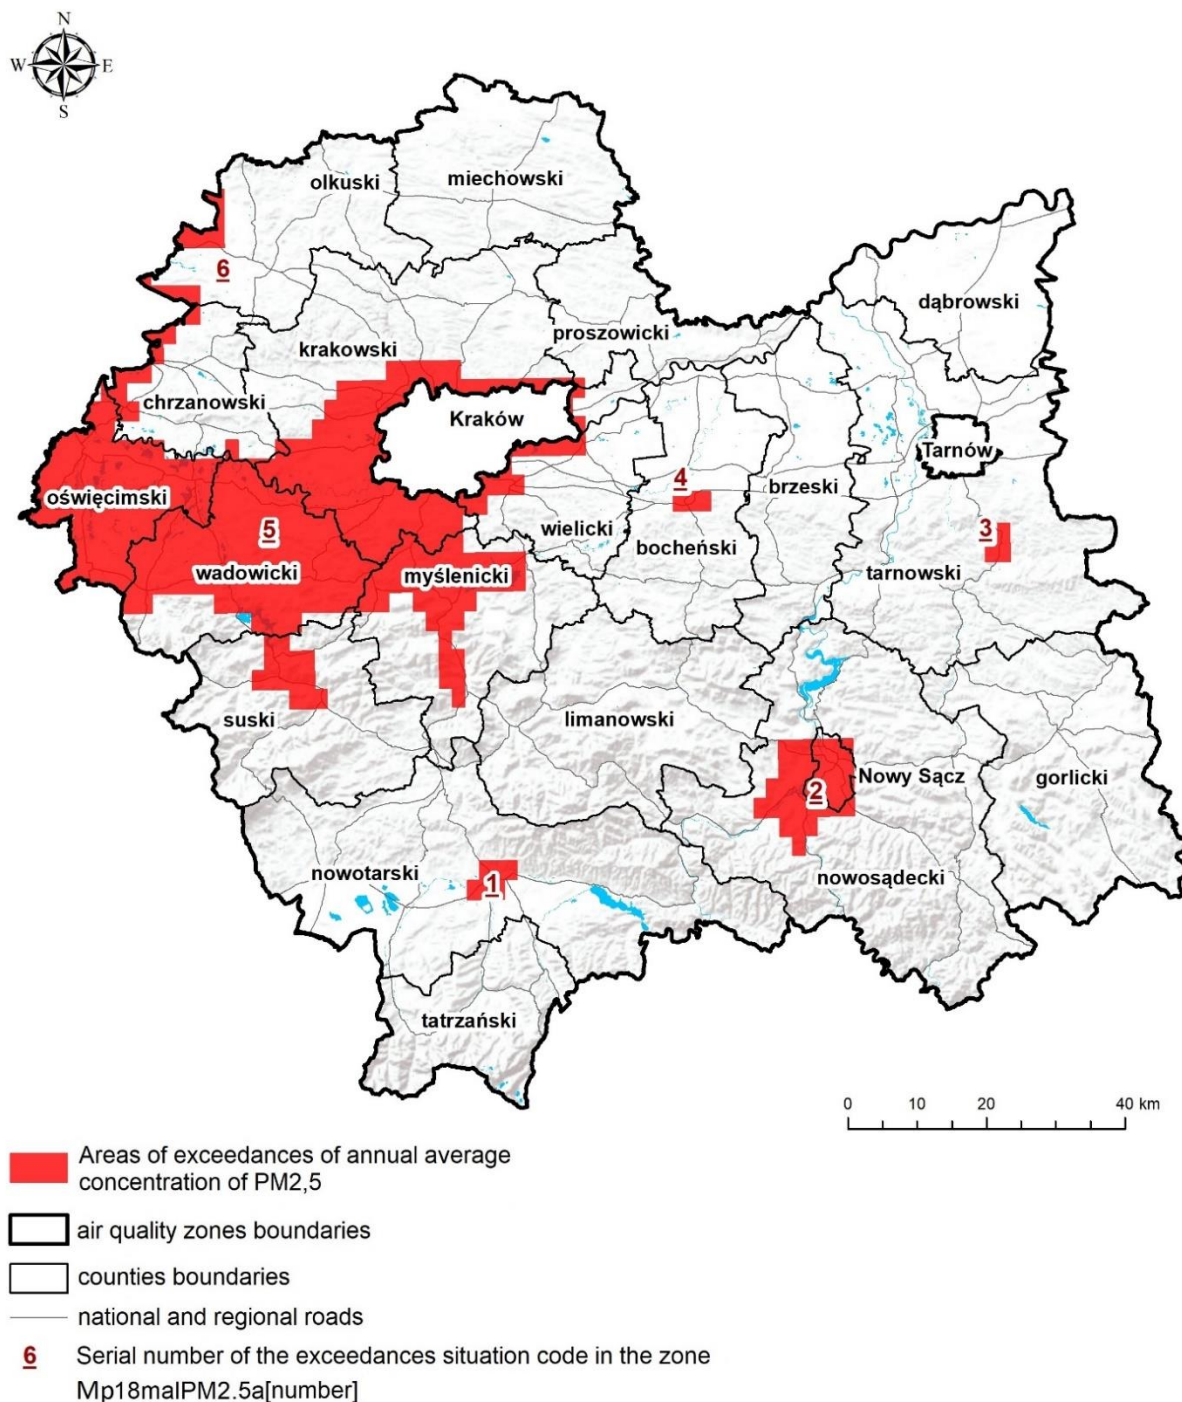 N
W E
S
olkuski
miechowski
6
dąbrowski
proszowicki
krakowski
chrzanowski
Kraków
Tarnów
4
brzeski
oświęcimski
5
wielicki
3
bocheński
wadowicki
myślenicki
tarnowski
suski
limanowski
Nowy Sącz
gorlicki
2
nowotarski
1
nowosądecki
tatrzański
0 10 20 40 km
Areas of exceedances of annual average
concentration of PM2,5
air quality zones boundaries
counties boundaries
national and regional roads
6 Serial number of the exceedances situation code in the zone
Mp18malPM2.5a[number]